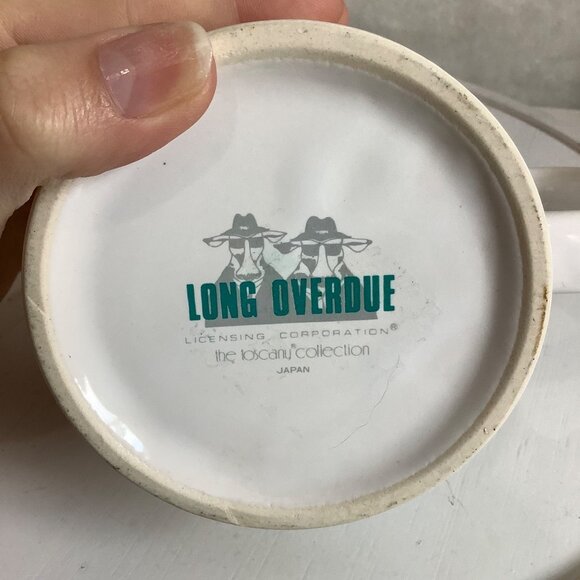 LONG OVERDUE
LICENSING CORPORATION®
the toscany® collection
JAPAN